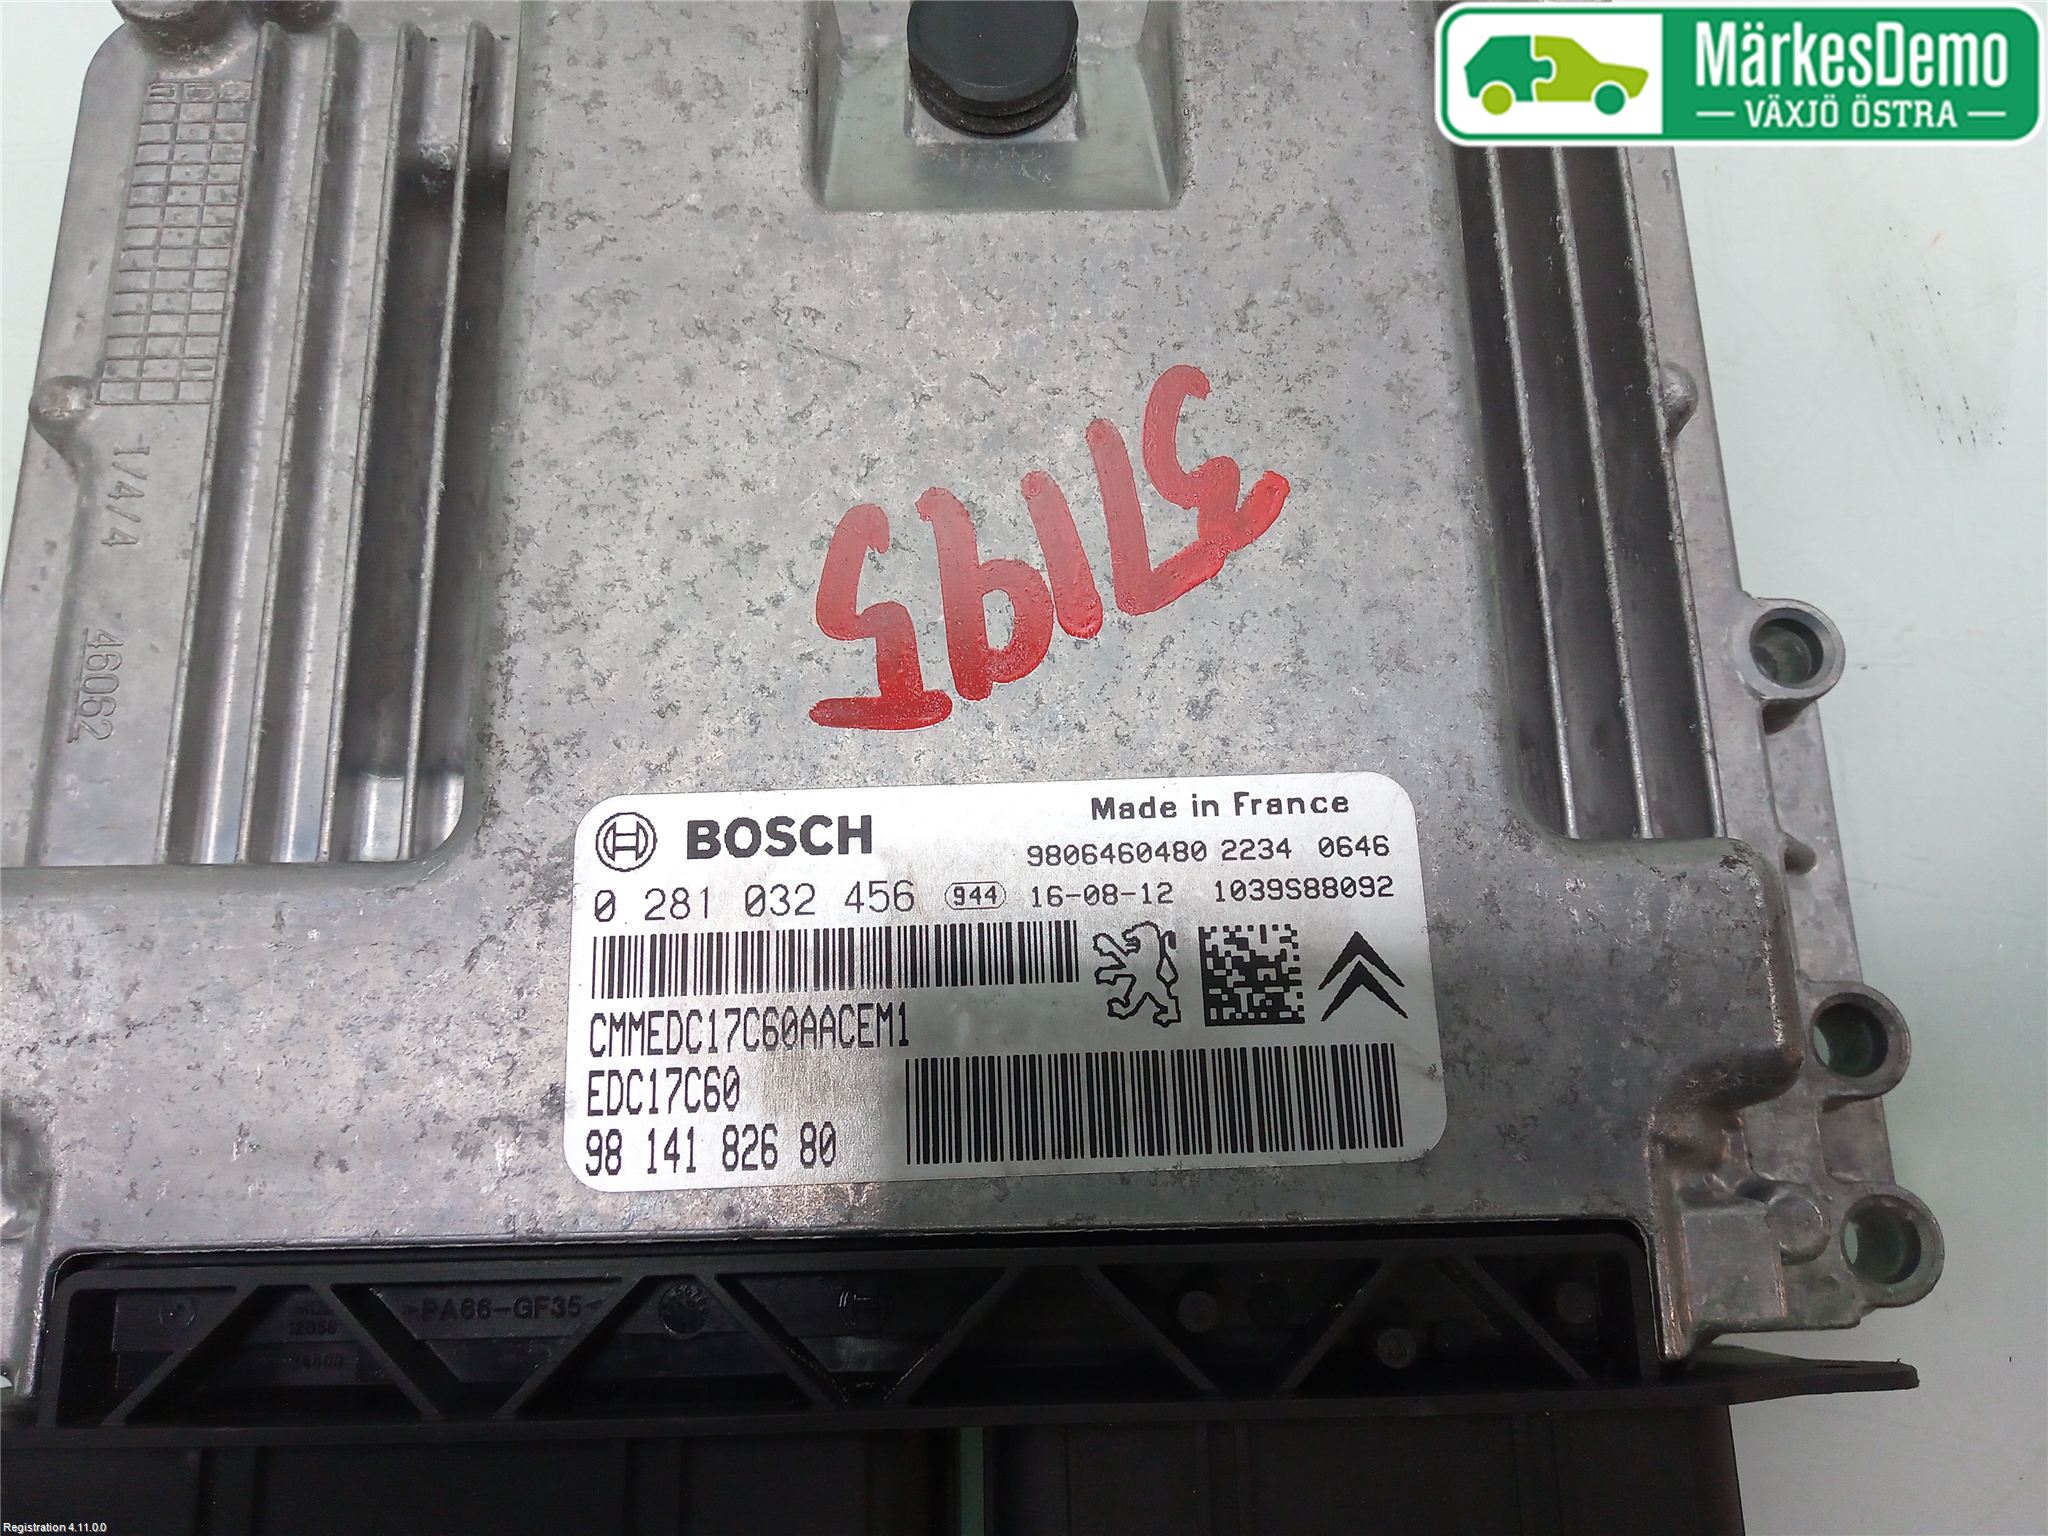 MärkesDemo
VÄXJÖ ÖSTRA
1/4/4
46062
37195
BOSCH
Made in France
9806460480 2234 0646
0 281 032 456 944 16-08-12 1039S88092
CMMEDC17C60AACEM1
EDC17C60
98 141 826 80
>PA66-GF35<
Registration 4.11.0.0